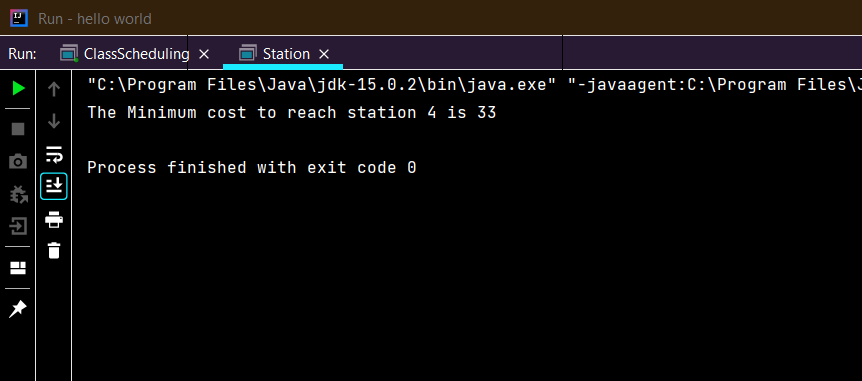 Run - hello world
Run: ClassScheduling Station
"C:\Program Files\Java\jdk-15.0.2\bin\java.exe" "-javaagent:C:\Program Files\J
The Minimum cost to reach station 4 is 33
Process finished with exit code 0